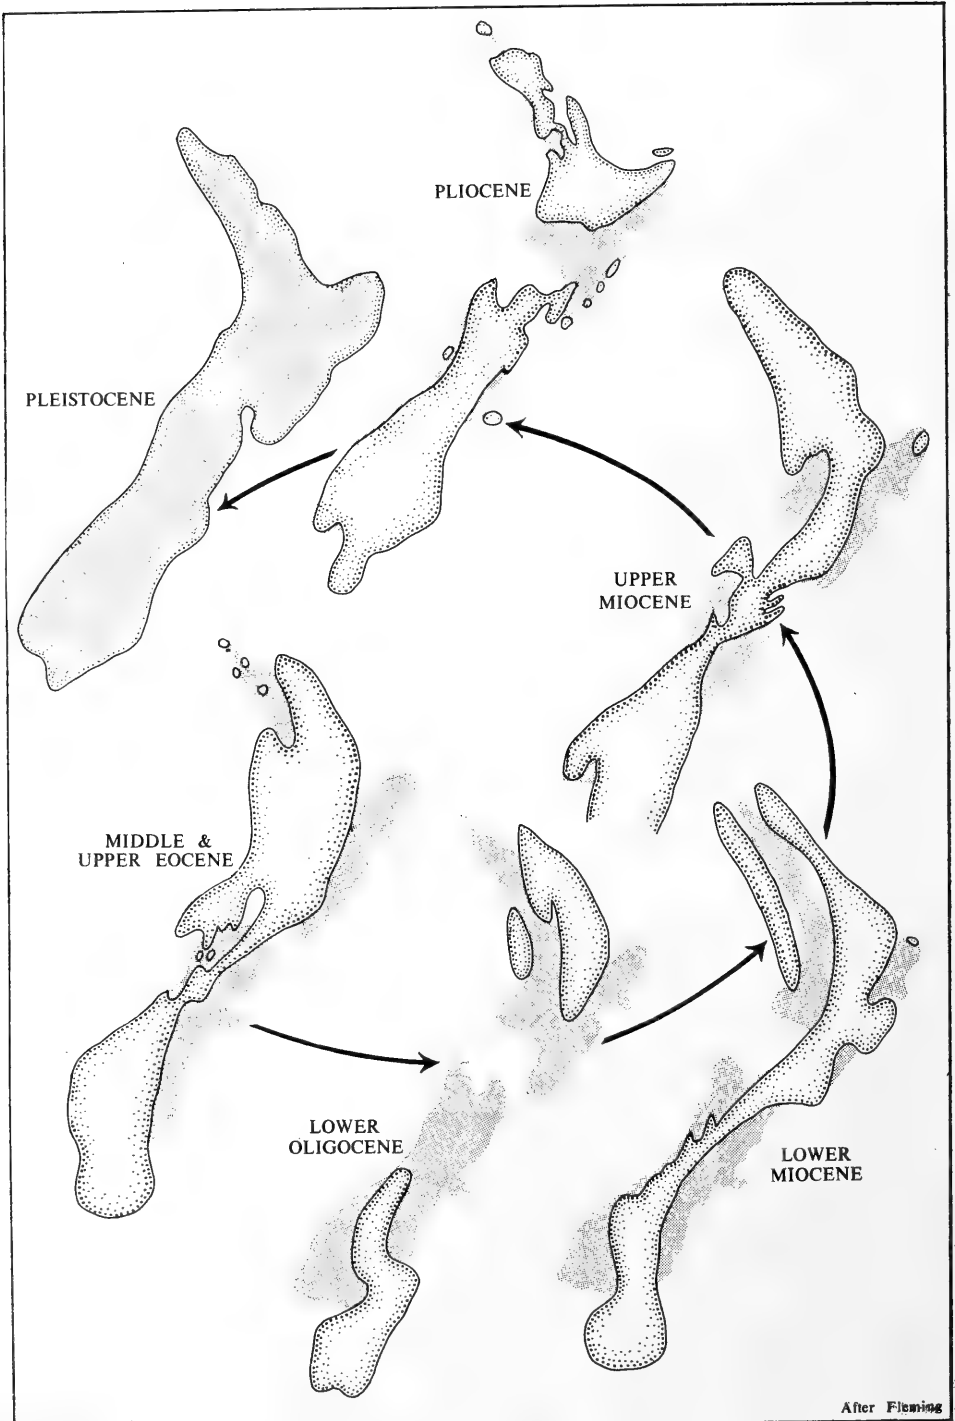 PLIOCENE
PLEISTOCENE
UPPER
MIOCENE
MIDDLE &
UPPER EOCENE
LOWER
OLIGOCENE
LOWER
MIOCENE
After Fleming